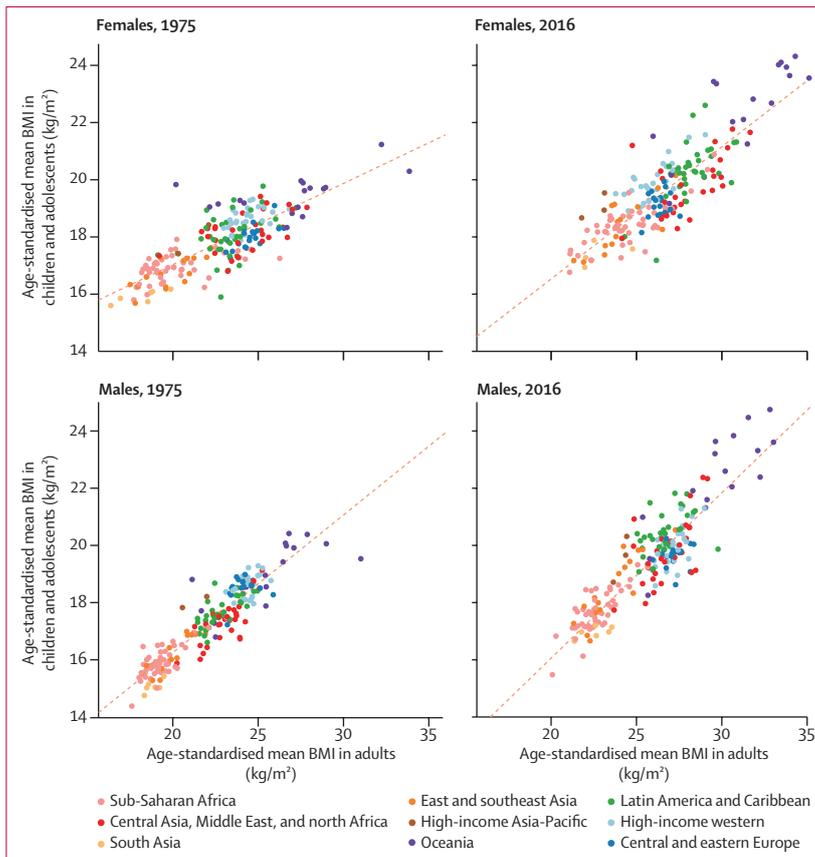 Females, 1975
Females, 2016
24
22
20
18
16
14
Age-standardised mean BMI in
children and adolescents (kg/m²)
Males, 1975
Males, 2016
24
22
20
18
16
14
Age-standardised mean BMI in
children and adolescents (kg/m²)
20
25
30
35
20
25
30
35
Age-standardised mean BMI in adults
(kg/m²)
Age-standardised mean BMI in adults
(kg/m²)
Sub-Saharan Africa
Central Asia, Middle East, and north Africa
South Asia
East and southeast Asia
High-income Asia-Pacific
Oceania
Latin America and Caribbean
High-income western
Central and eastern Europe